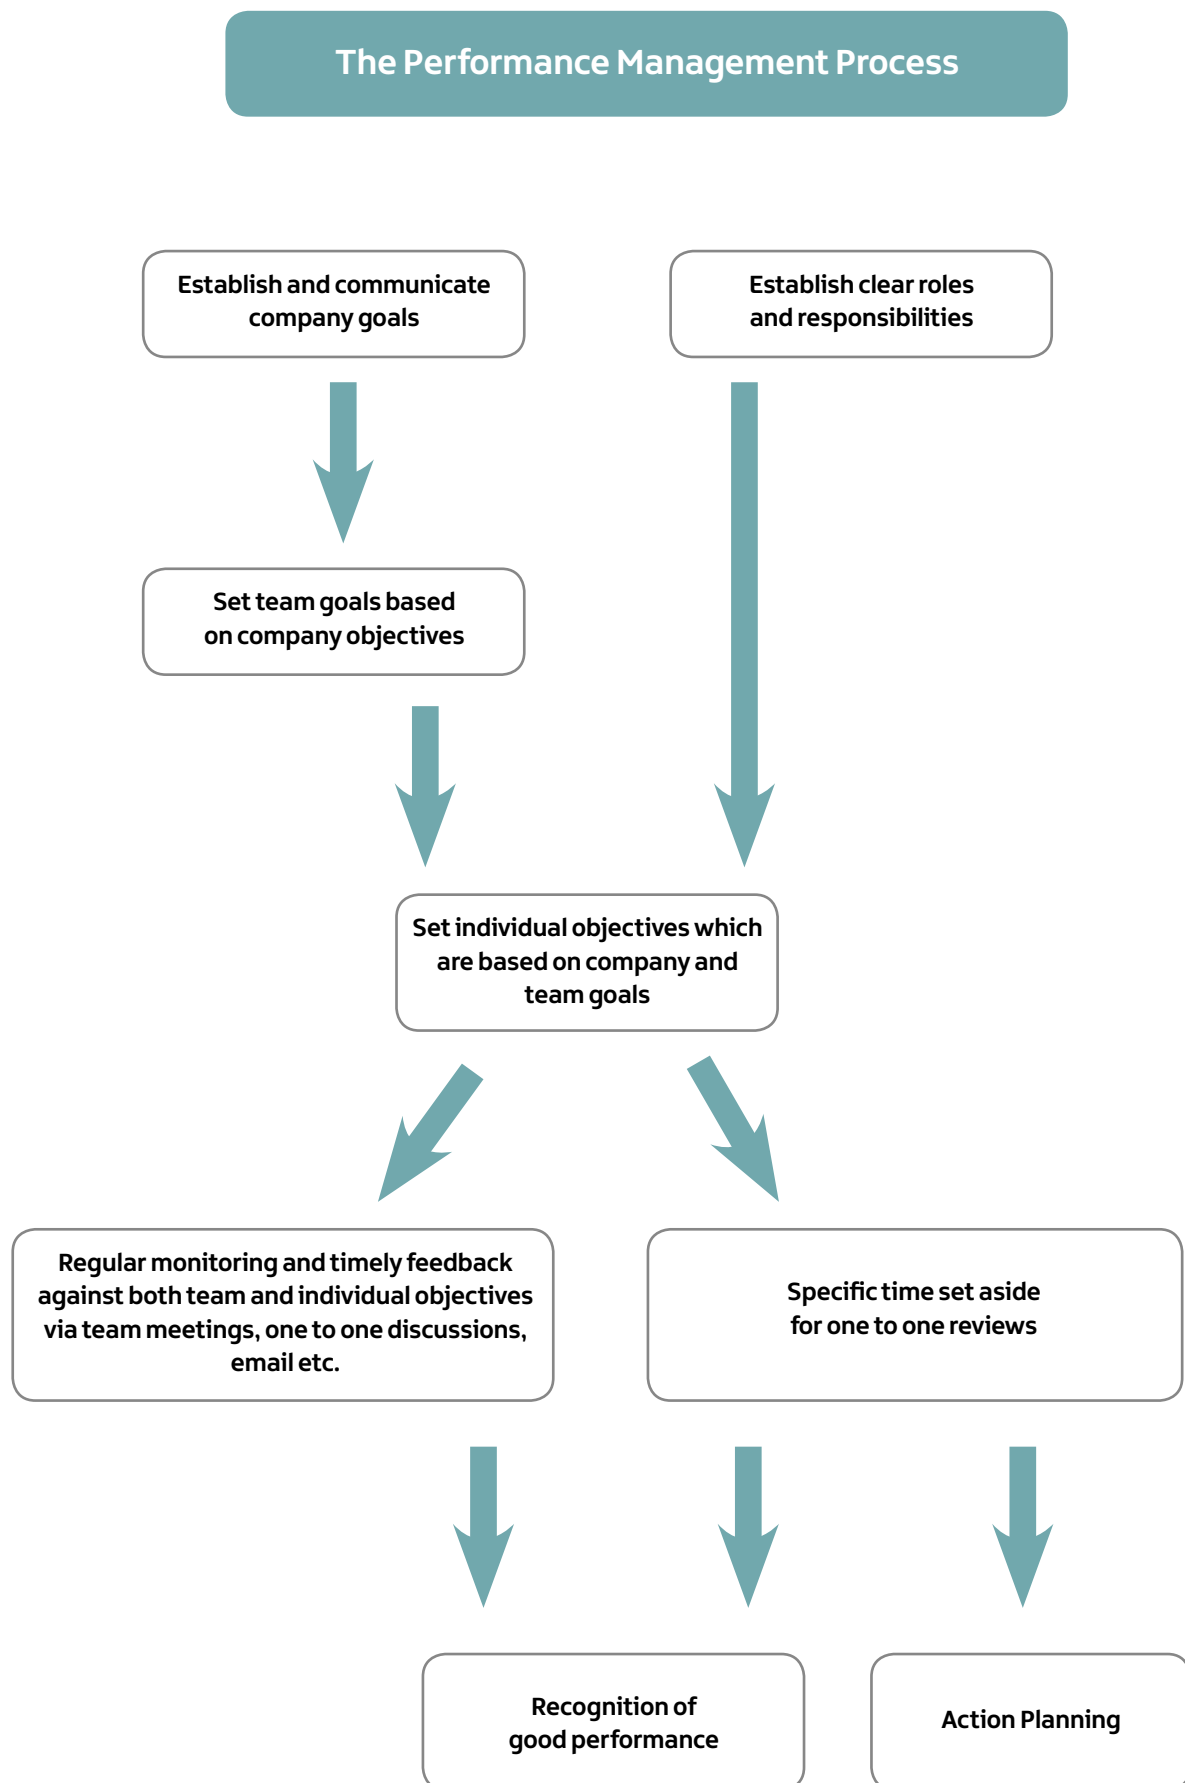 The Performance Management Process
Establish and communicate
company goals
Establish clear roles
and responsibilities
Set team goals based
on company objectives
Set individual objectives which
are based on company and
team goals
Regular monitoring and timely feedback
against both team and individual objectives
via team meetings, one to one discussions,
email etc.
Specific time set aside
for one to one reviews
Recognition of
good performance
Action Planning